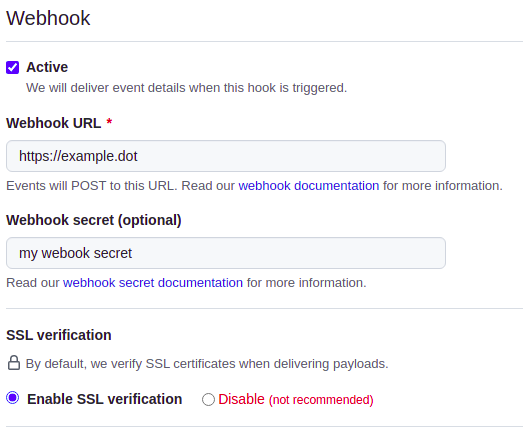 Webhook
Active
We will deliver event details when this hook is triggered.
Webhook URL *
https://example.dot
Events will POST to this URL. Read our webhook documentation for more information.
Webhook secret (optional)
my webook secret
Read our webhook secret documentation for more information.
SSL verification
By default, we verify SSL certificates when delivering payloads.
Enable SSL verification Disable (not recommended)